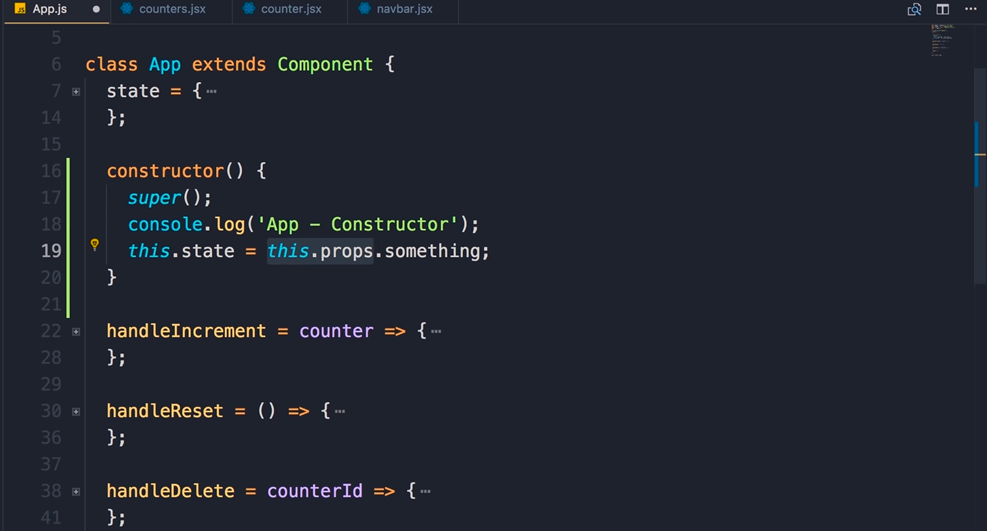 JS App.js ● counters.jsx counter.jsx navbar.jsx ···
5
6 class App extends Component {
7 state = {···
14 };
15
16 constructor() {
17 super();
18 console.log('App – Constructor');
19 this.state = this.props.something;
20 }
21
22 handleIncrement = counter => {···
28 };
29
30 handleReset = () => {···
36 };
37
38 handleDelete = counterId => {···
41 };